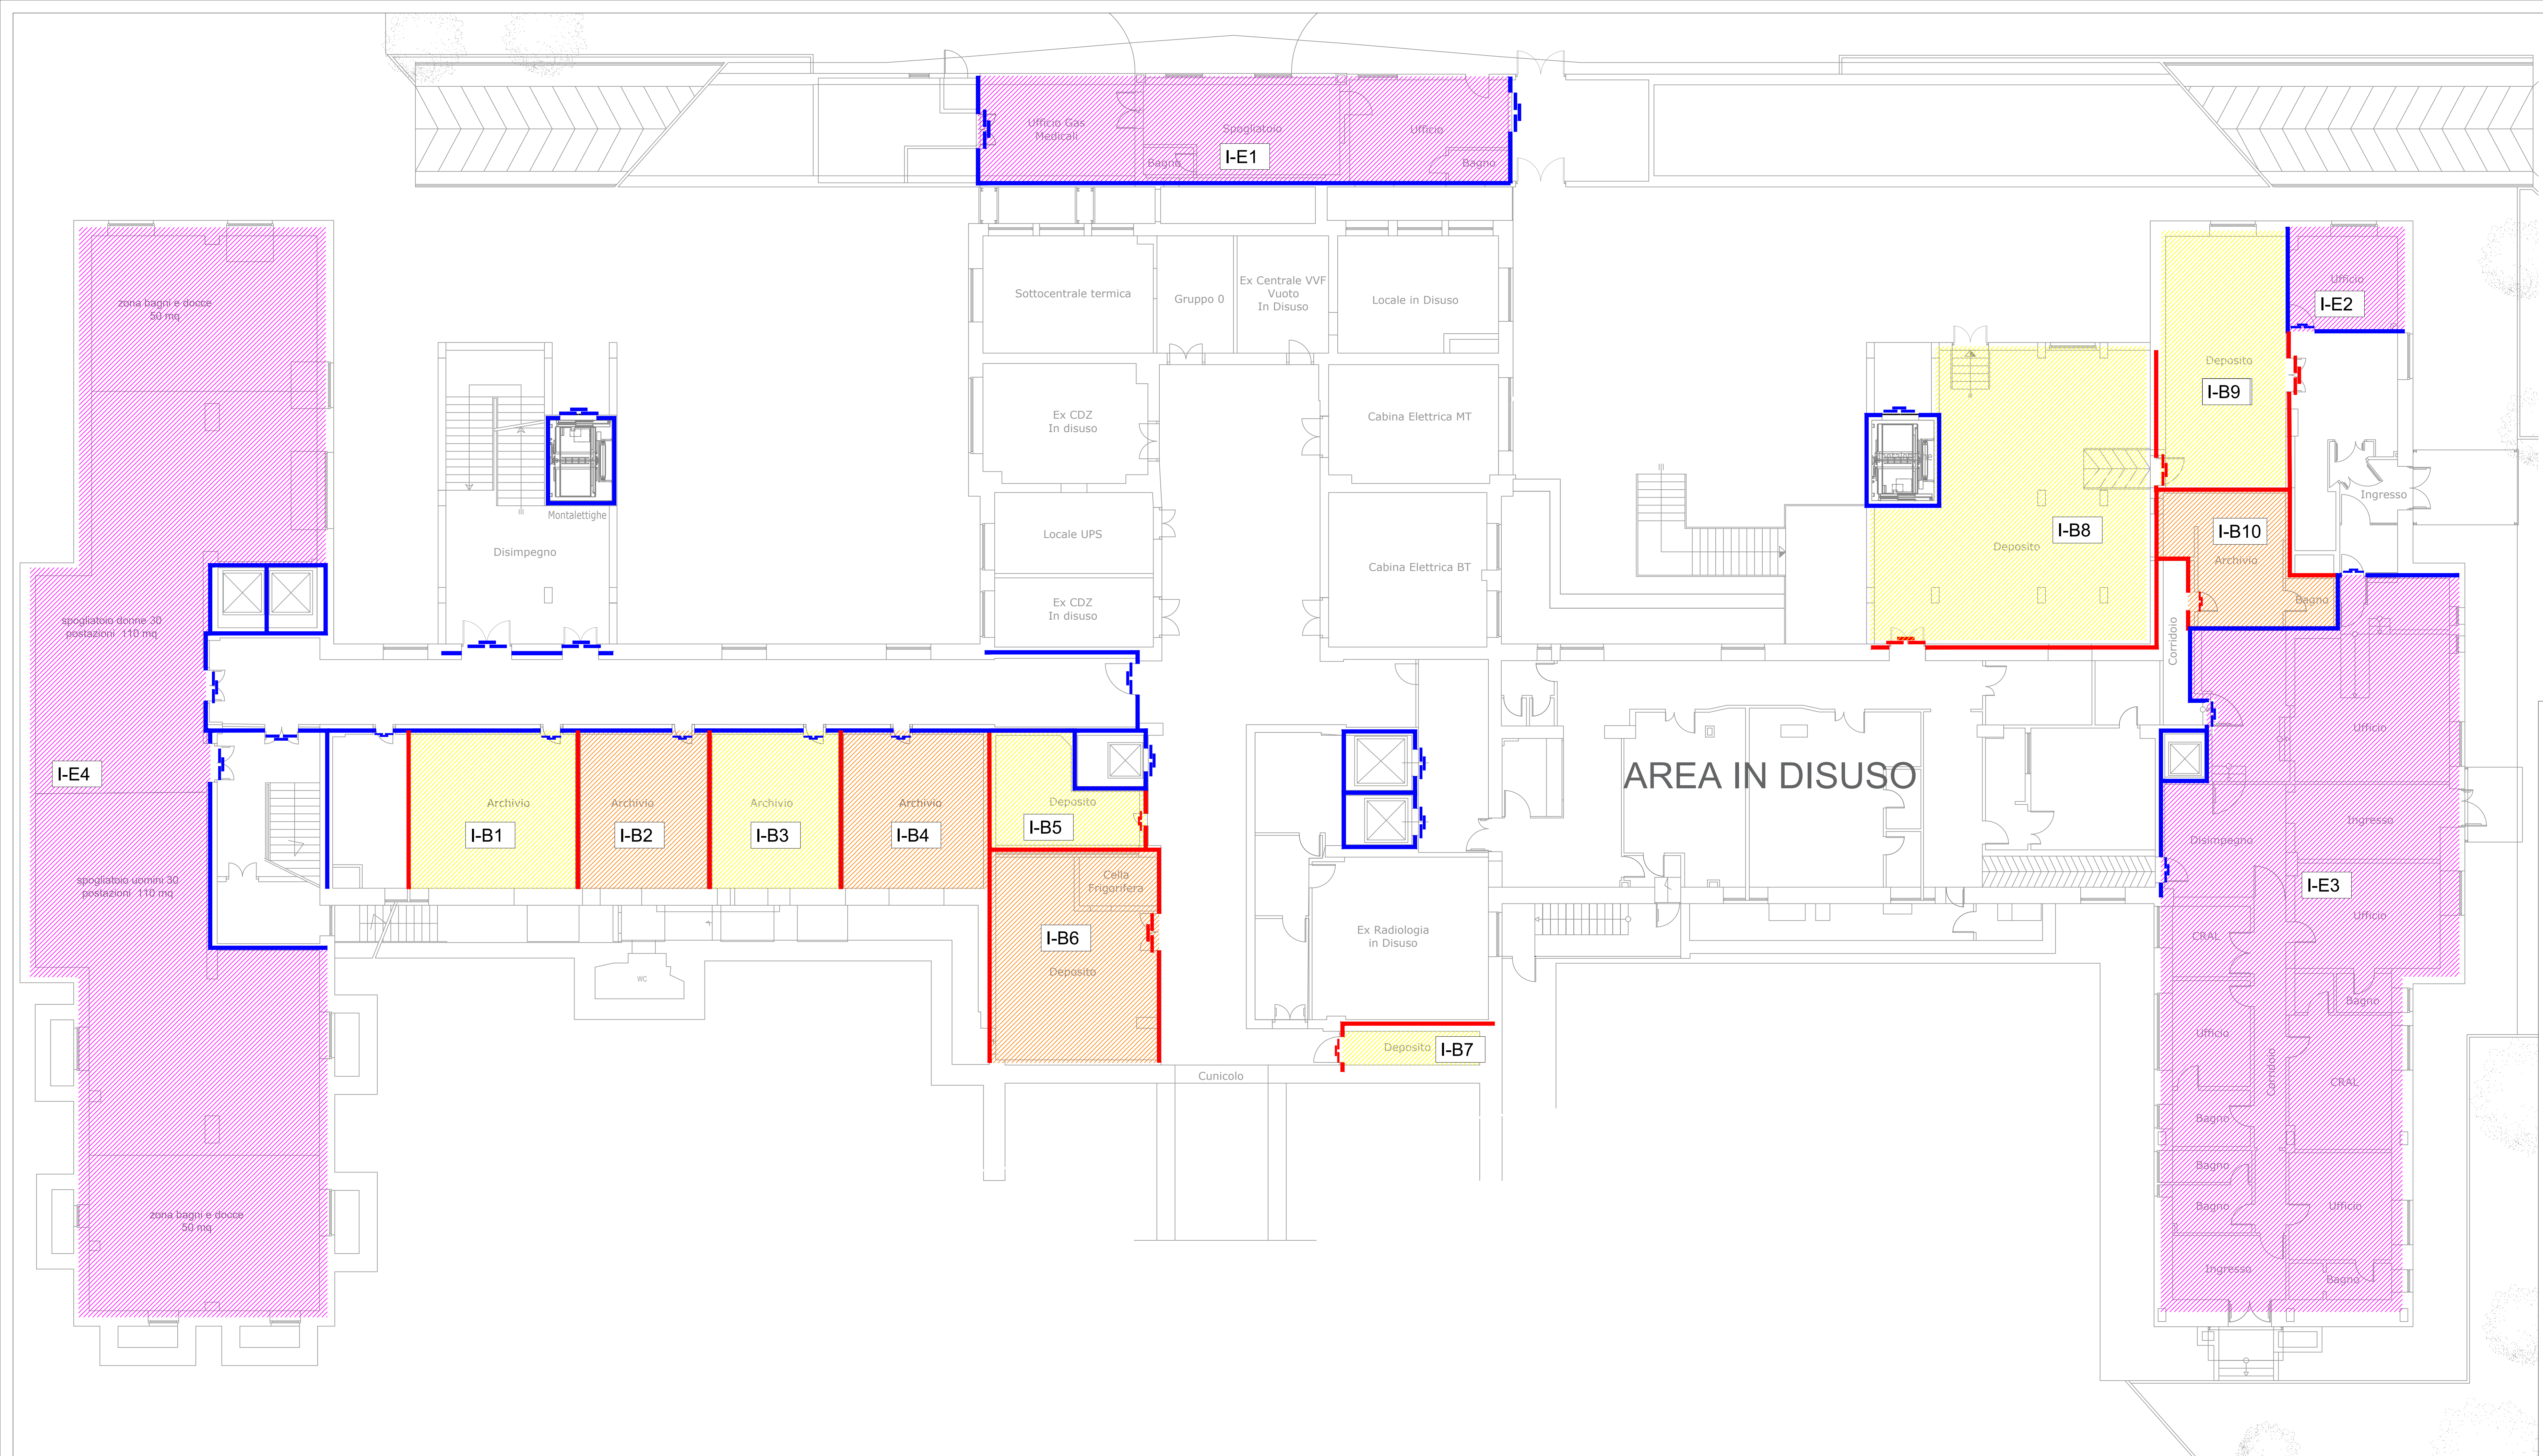 Ufficio Gas
Medicali
Spogliatoio
Ufficio
Bagno
I-E1
Bagno
zona bagni e docce
50 mq
Sottocentrale termica
Gruppo 0
Ex Centrale VVF
Vuoto
In Disuso
Locale in Disuso
Ufficio
I-E2
Deposito
I-B9
Ex CDZ
In disuso
Cabina Elettrica MT
Montalettighe
Disimpegno
Locale UPS
Ingresso
I-B8
Deposito
I-B10
Archivio
Cabina Elettrica BT
Ex CDZ
In disuso
Bagno
spogliatoio donne 30
postazioni 110 mq
Corridoio
Ufficio
I-E4
AREA IN DISUSO
Archivio
I-B1
Archivio
I-B2
Archivio
I-B3
Archivio
I-B4
Deposito
I-B5
Ingresso
Disimpegno
spogliatoio uomini 30
postazioni 110 mq
Cella
Frigorifera
I-E3
Ufficio
I-B6
Deposito
Ex Radiologia
in Disuso
CRAL
WC
Bagno
Ufficio
Deposito
I-B7
Cunicolo
Corridoio
CRAL
Bagno
Bagno
Bagno
Ufficio
zona bagni e docce
50 mq
Ingresso
Bagno